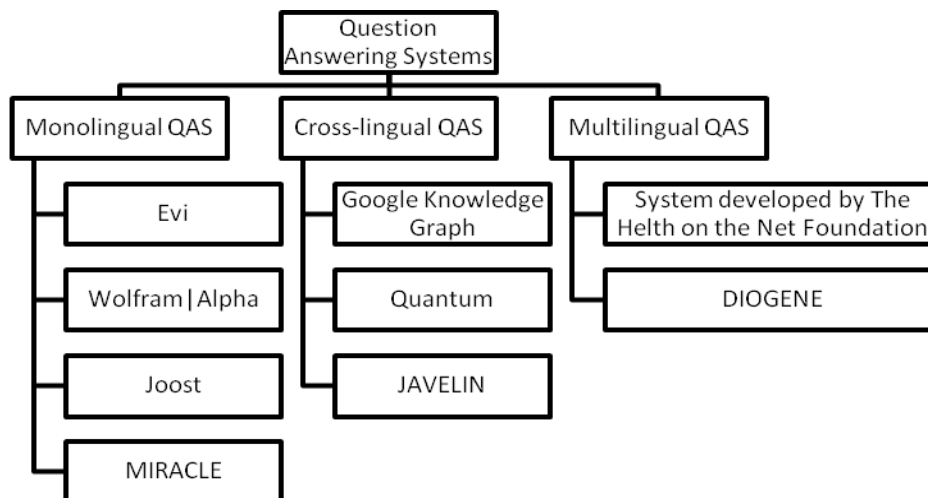 Question
Answering Systems
Monolingual QAS
Cross-lingual QAS
Multilingual QAS
Evi
Google Knowledge
Graph
System developed by The
Helth on the Net Foundation
Wolfram|Alpha
Quantum
DIOGENE
Joost
JAVELIN
MIRACLE